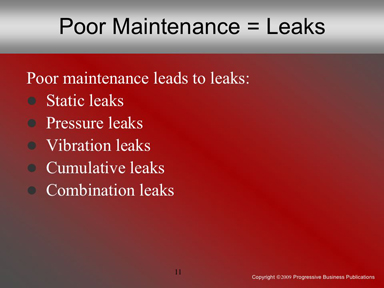 Poor Maintenance = Leaks
Poor maintenance leads to leaks:
Static leaks
Pressure leaks
Vibration leaks
Cumulative leaks
Combination leaks
11
Copyright ©2009 Progressive Business Publications